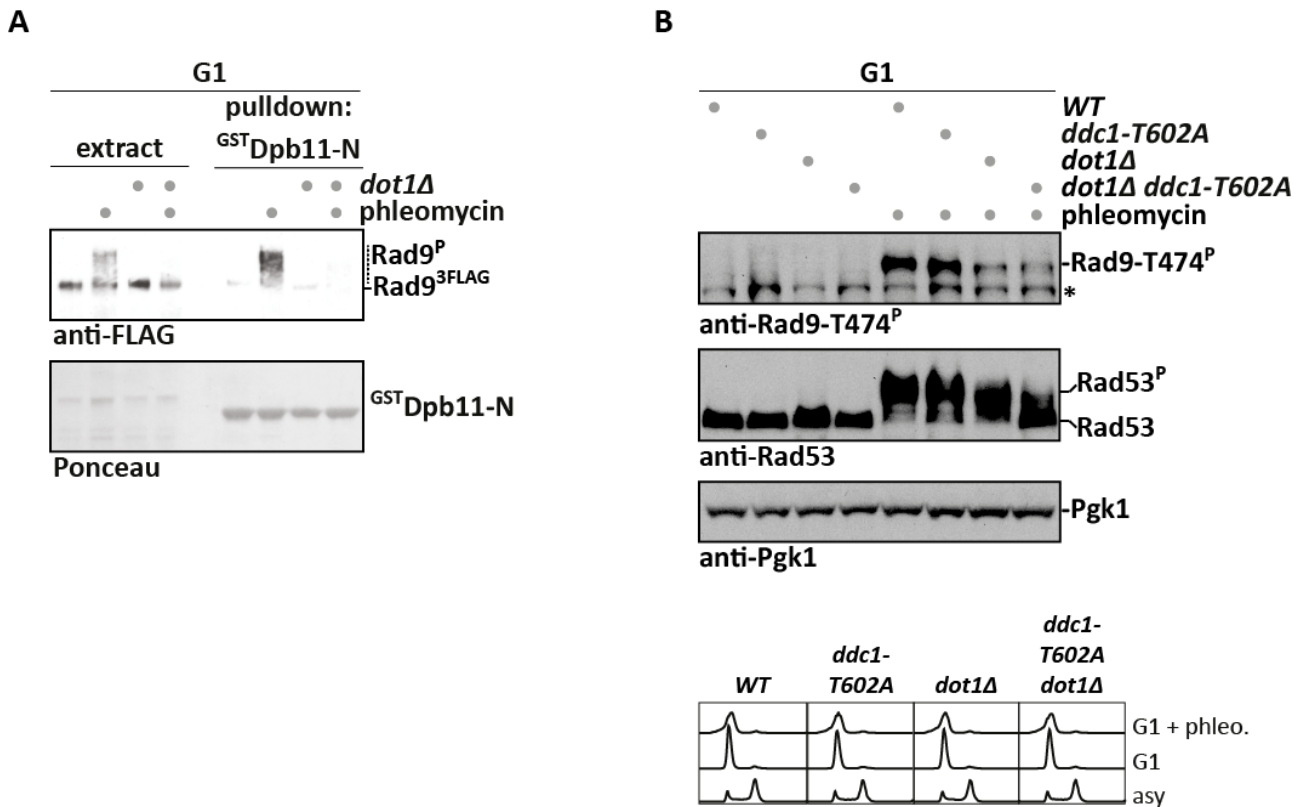 A
G1
pulldown:
extract
GSTDpb11-N
dot1Δ
phleomycin
Rad9P
Rad93FLAG
anti-FLAG
GSTDpb11-N
Ponceau
B
G1
WT
ddc1-T602A
dot1Δ
dot1Δ ddc1-T602A
phleomycin
-Rad9-T474P
*
anti-Rad9-T474P
Rad53P
Rad53
anti-Rad53
-Pgk1
anti-Pgk1
WT
ddc1-
T602A
dot1Δ
ddc1-
T602A
dot1Δ
G1 + phleo.
G1
asy